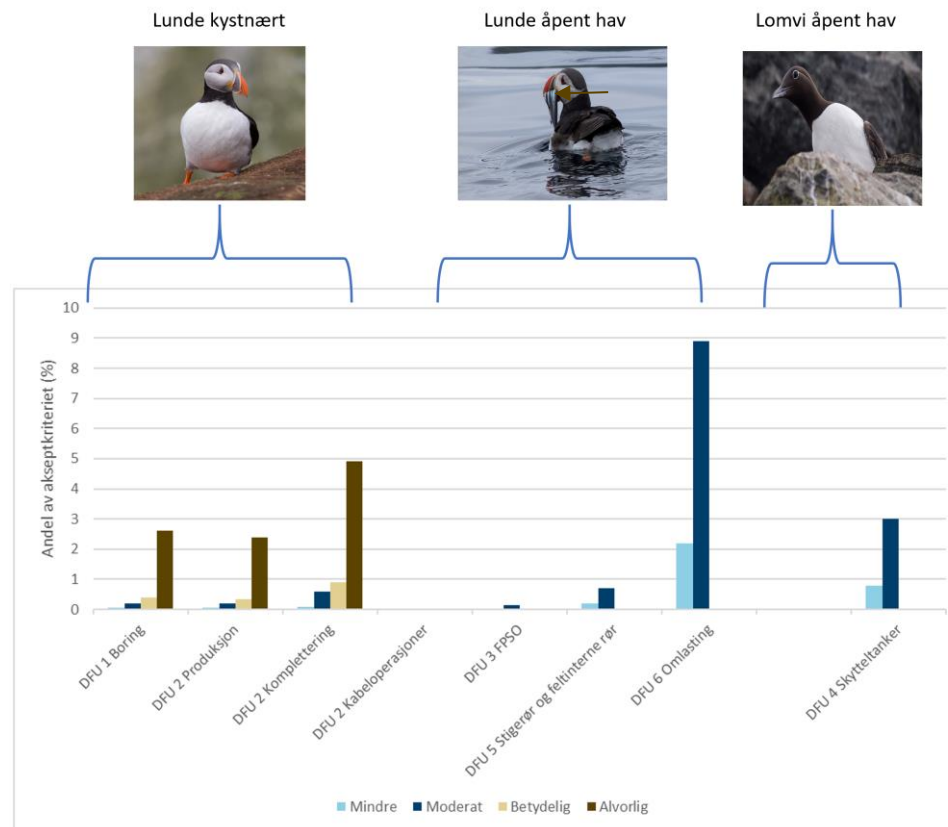 Lunde kystnært
Lunde åpent hav
Lomvi åpent hav
Andel av akseptkriteriet (%)
10
9
8
7
6
5
4
3
2
1
0
DFU 1 Boring
DFU 2 Produksjon
DFU 2 Komplettering
DFU 2 Kabeloperasjoner
DFU 3 FPSO
DFU 5 Stigerør og feltinterne rør
DFU 6 Omlasting
DFU 4 Skytteltanker
Mindre
Moderat
Betydelig
Alvorlig